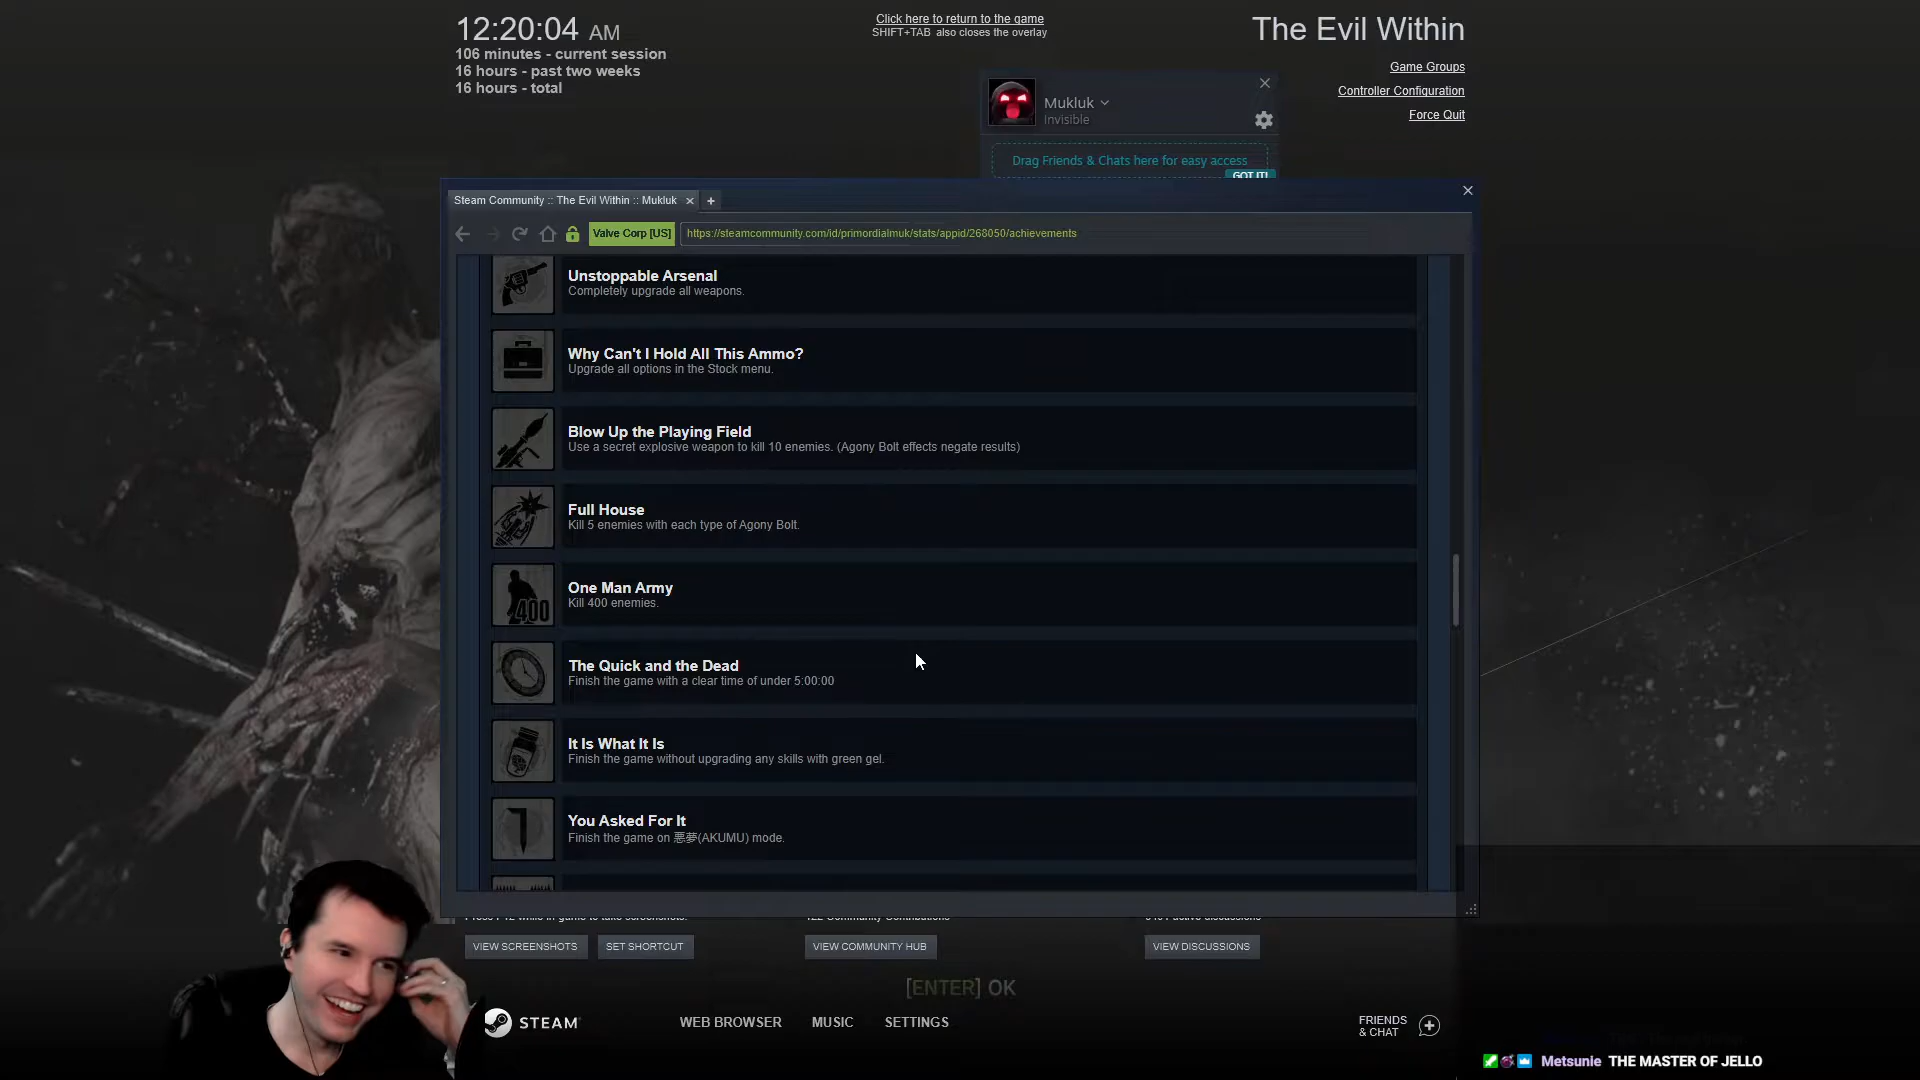 12:20:04 AM
106 minutes - current session
16 hours - past two weeks
16 hours - total
Click here to return to the game
SHIFT+TAB also closes the overlay
The Evil Within
Game Groups
Controller Configuration
Force Quit
Mukluk
Invisible
Drag Friends & Chats here for easy access
GOT IT!
Steam Community :: The Evil Within :: Mukluk
Valve Corp [US]
https://steamcommunity.com/id/primordialmuk/stats/appid/268050/achievements
Unstoppable Arsenal
Completely upgrade all weapons.
Why Can't I Hold All This Ammo?
Upgrade all options in the Stock menu.
Blow Up the Playing Field
Use a secret explosive weapon to kill 10 enemies. (Agony Bolt effects negate results)
Full House
Kill 5 enemies with each type of Agony Bolt.
400
One Man Army
Kill 400 enemies.
The Quick and the Dead
Finish the game with a clear time of under 5:00:00
It Is What It Is
Finish the game without upgrading any skills with green gel.
You Asked For It
Finish the game on 悪夢(AKUMU) mode.
VIEW SCREENSHOTS
SET SHORTCUT
VIEW COMMUNITY HUB
VIEW DISCUSSIONS
[ENTER] OK
STEAM
WEB BROWSER
MUSIC
SETTINGS
FRIENDS
& CHAT
Metsunie THE MASTER OF JELLO